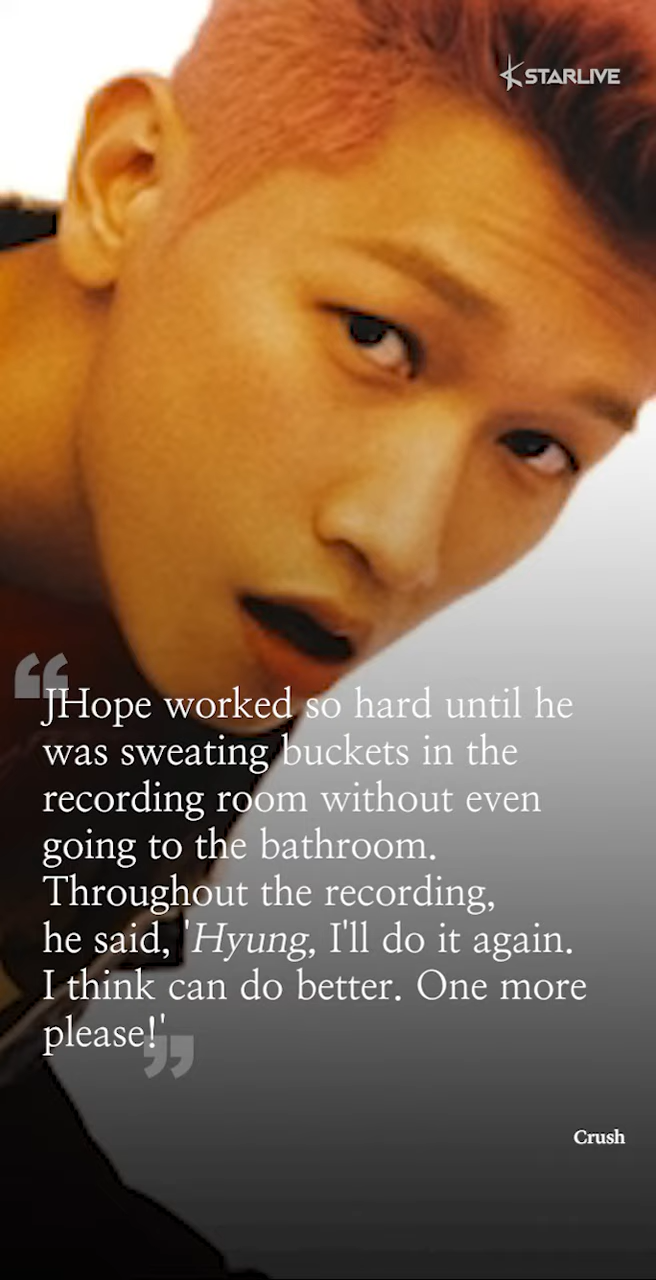 STARLIVE
“
JHope worked so hard until he
was sweating buckets in the
recording room without even
going to the bathroom.
Throughout the recording,
he said, 'Hyung, I'll do it again.
I think can do better. One more
please!'
”
Crush